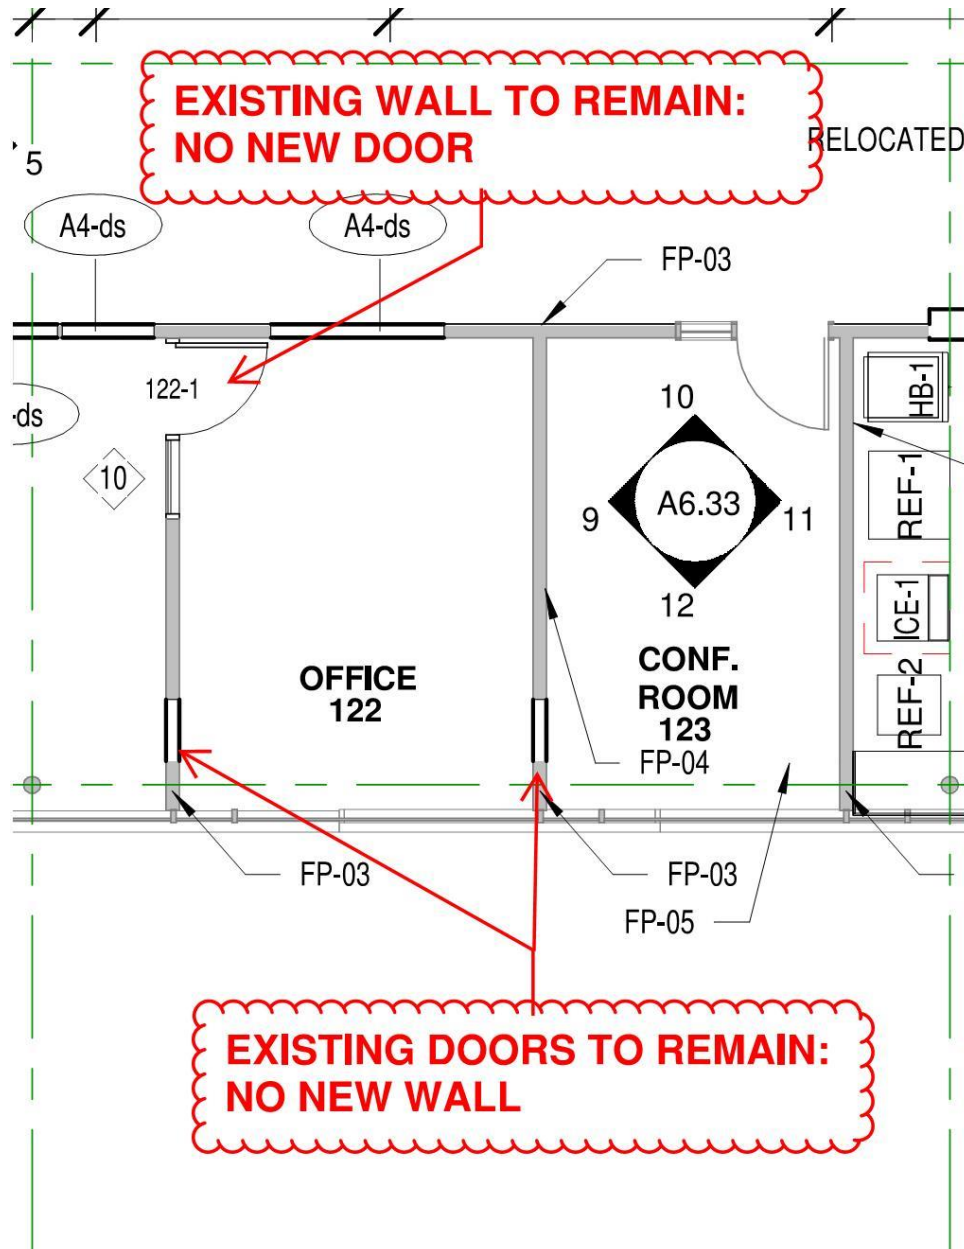 EXISTING WALL TO REMAIN:
NO NEW DOOR
RELOCATED
5
A4-ds
A4-ds
FP-03
122-1
-ds
10
10
9
A6.33
11
12
HB-1
REF-1
ICE-1
REF-2
OFFICE
122
CONF.
ROOM
123
FP-04
FP-03
FP-03
FP-05
EXISTING DOORS TO REMAIN:
NO NEW WALL